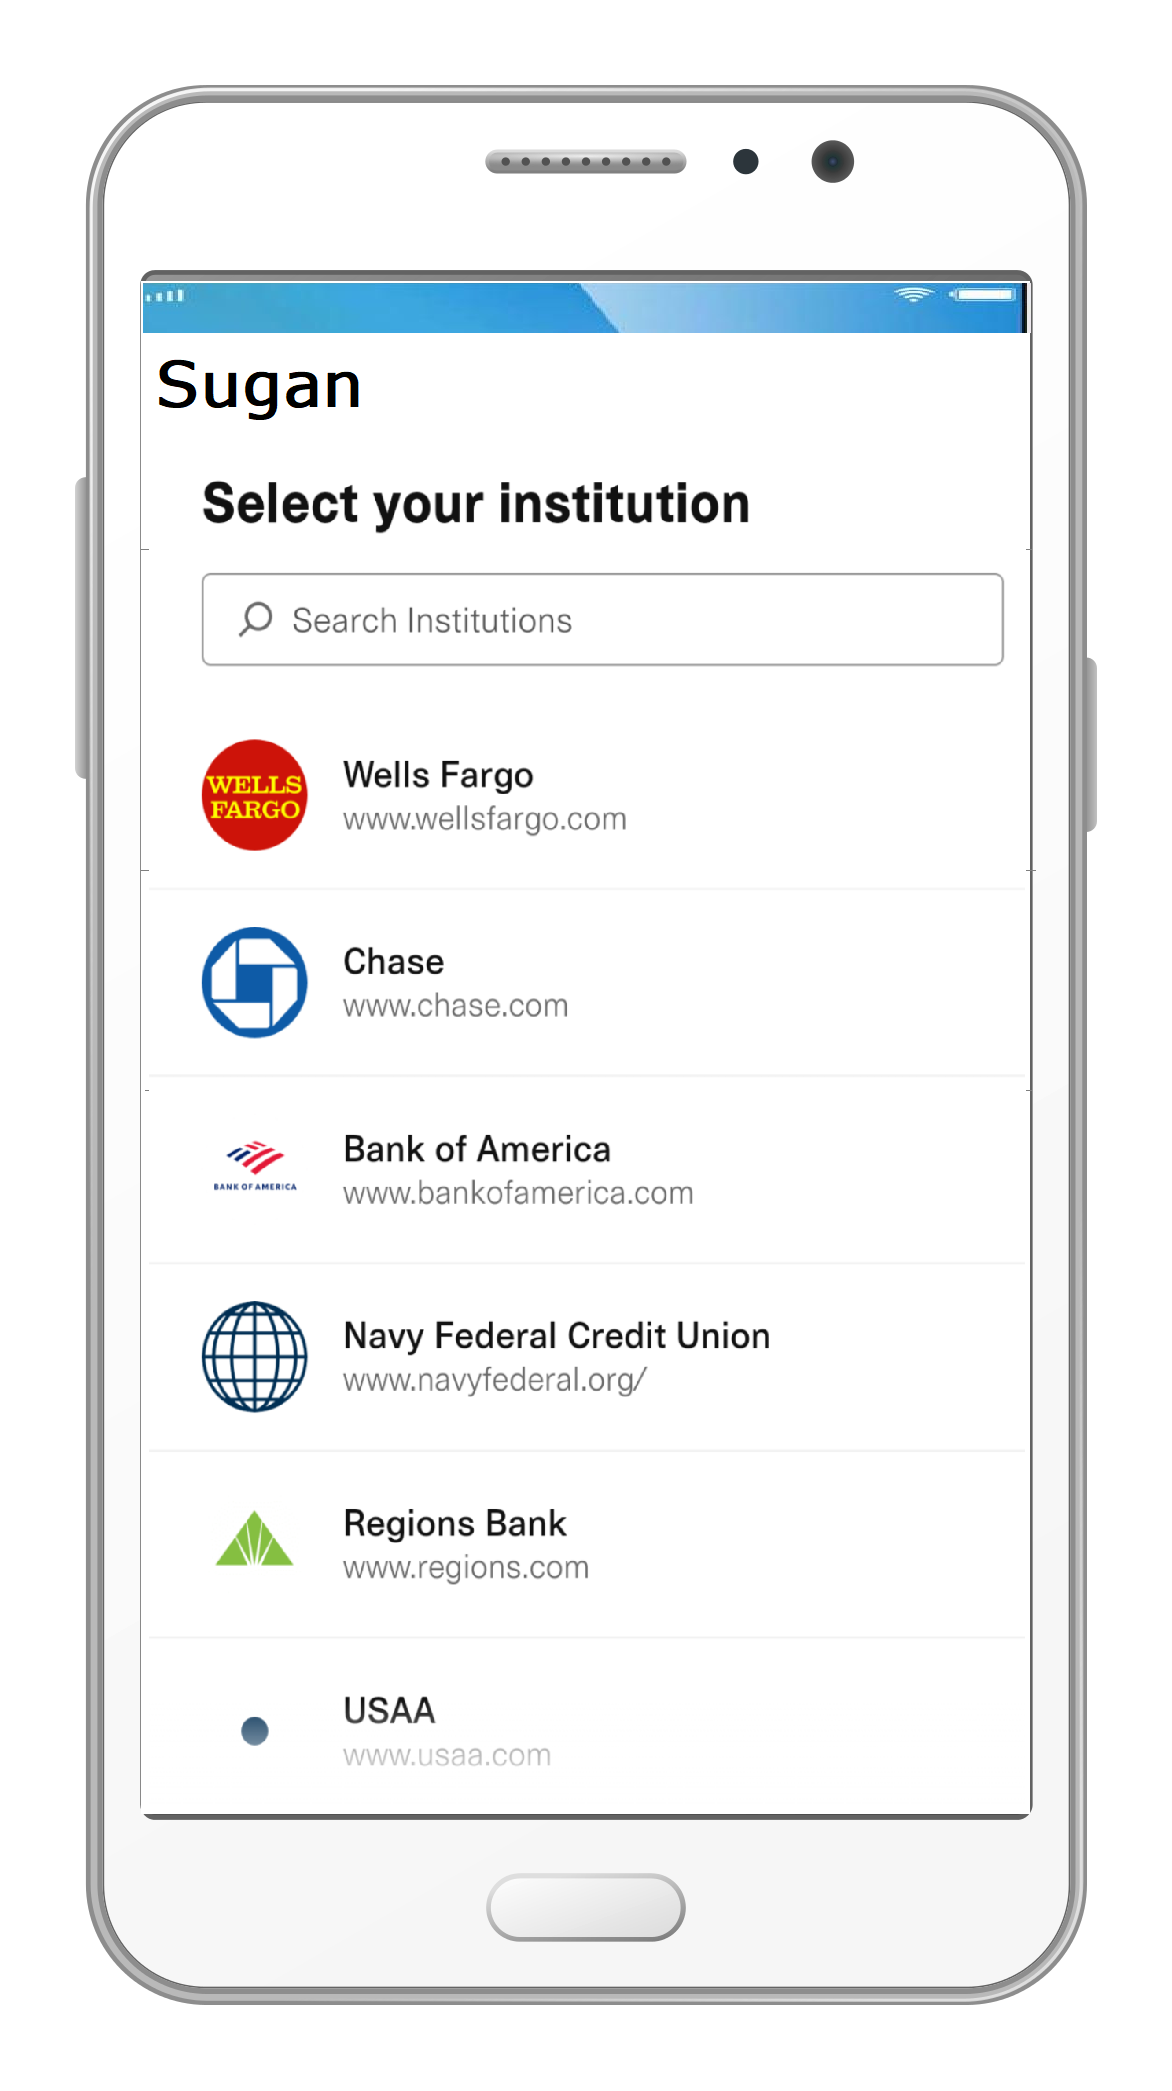 Sugan
Select your institution
Search Institutions
WELLS
FARGO
Wells Fargo
www.wellsfargo.com
Chase
www.chase.com
BANK OF AMERICA
Bank of America
www.bankofamerica.com
Navy Federal Credit Union
www.navyfederal.org/
Regions Bank
www.regions.com
USAA
www.usaa.com